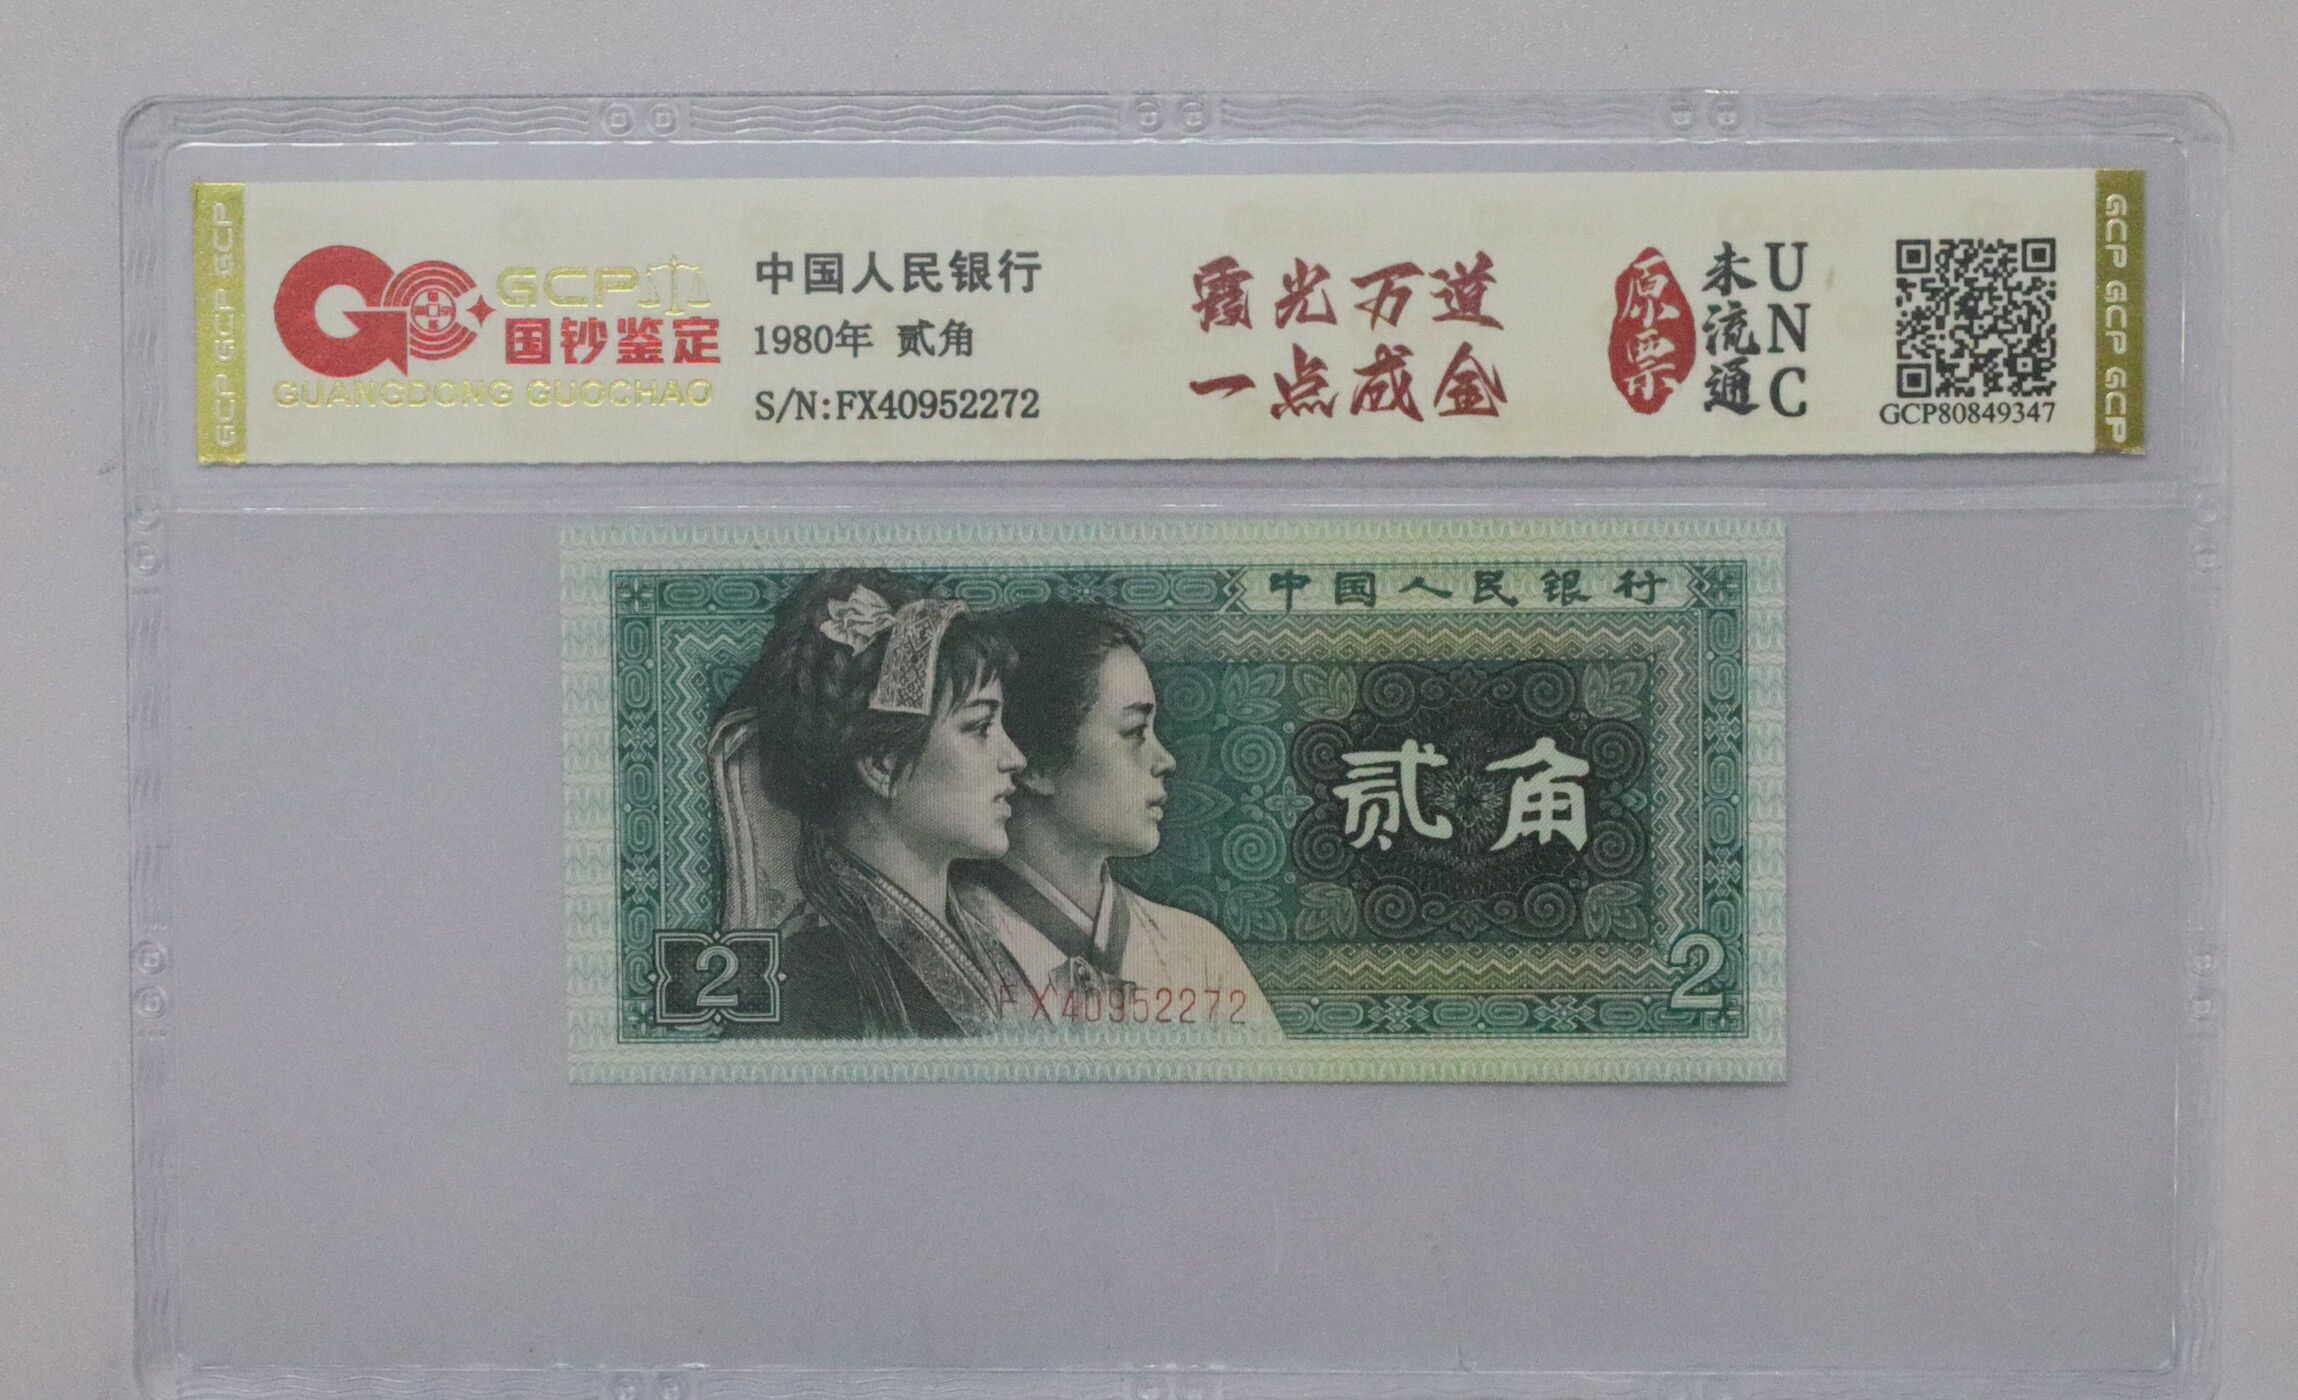 GCP GCP GCP
GCP
国钞鉴定
GUANGDONG GUOCHAO
中国人民银行
1980年 贰角
S/N:FX40952272
霞光万道
一点成金
原票
未流通
UNC
GCP80849347
GCP GCP GCP
中国人民银行
贰角
2
2
FX40952272